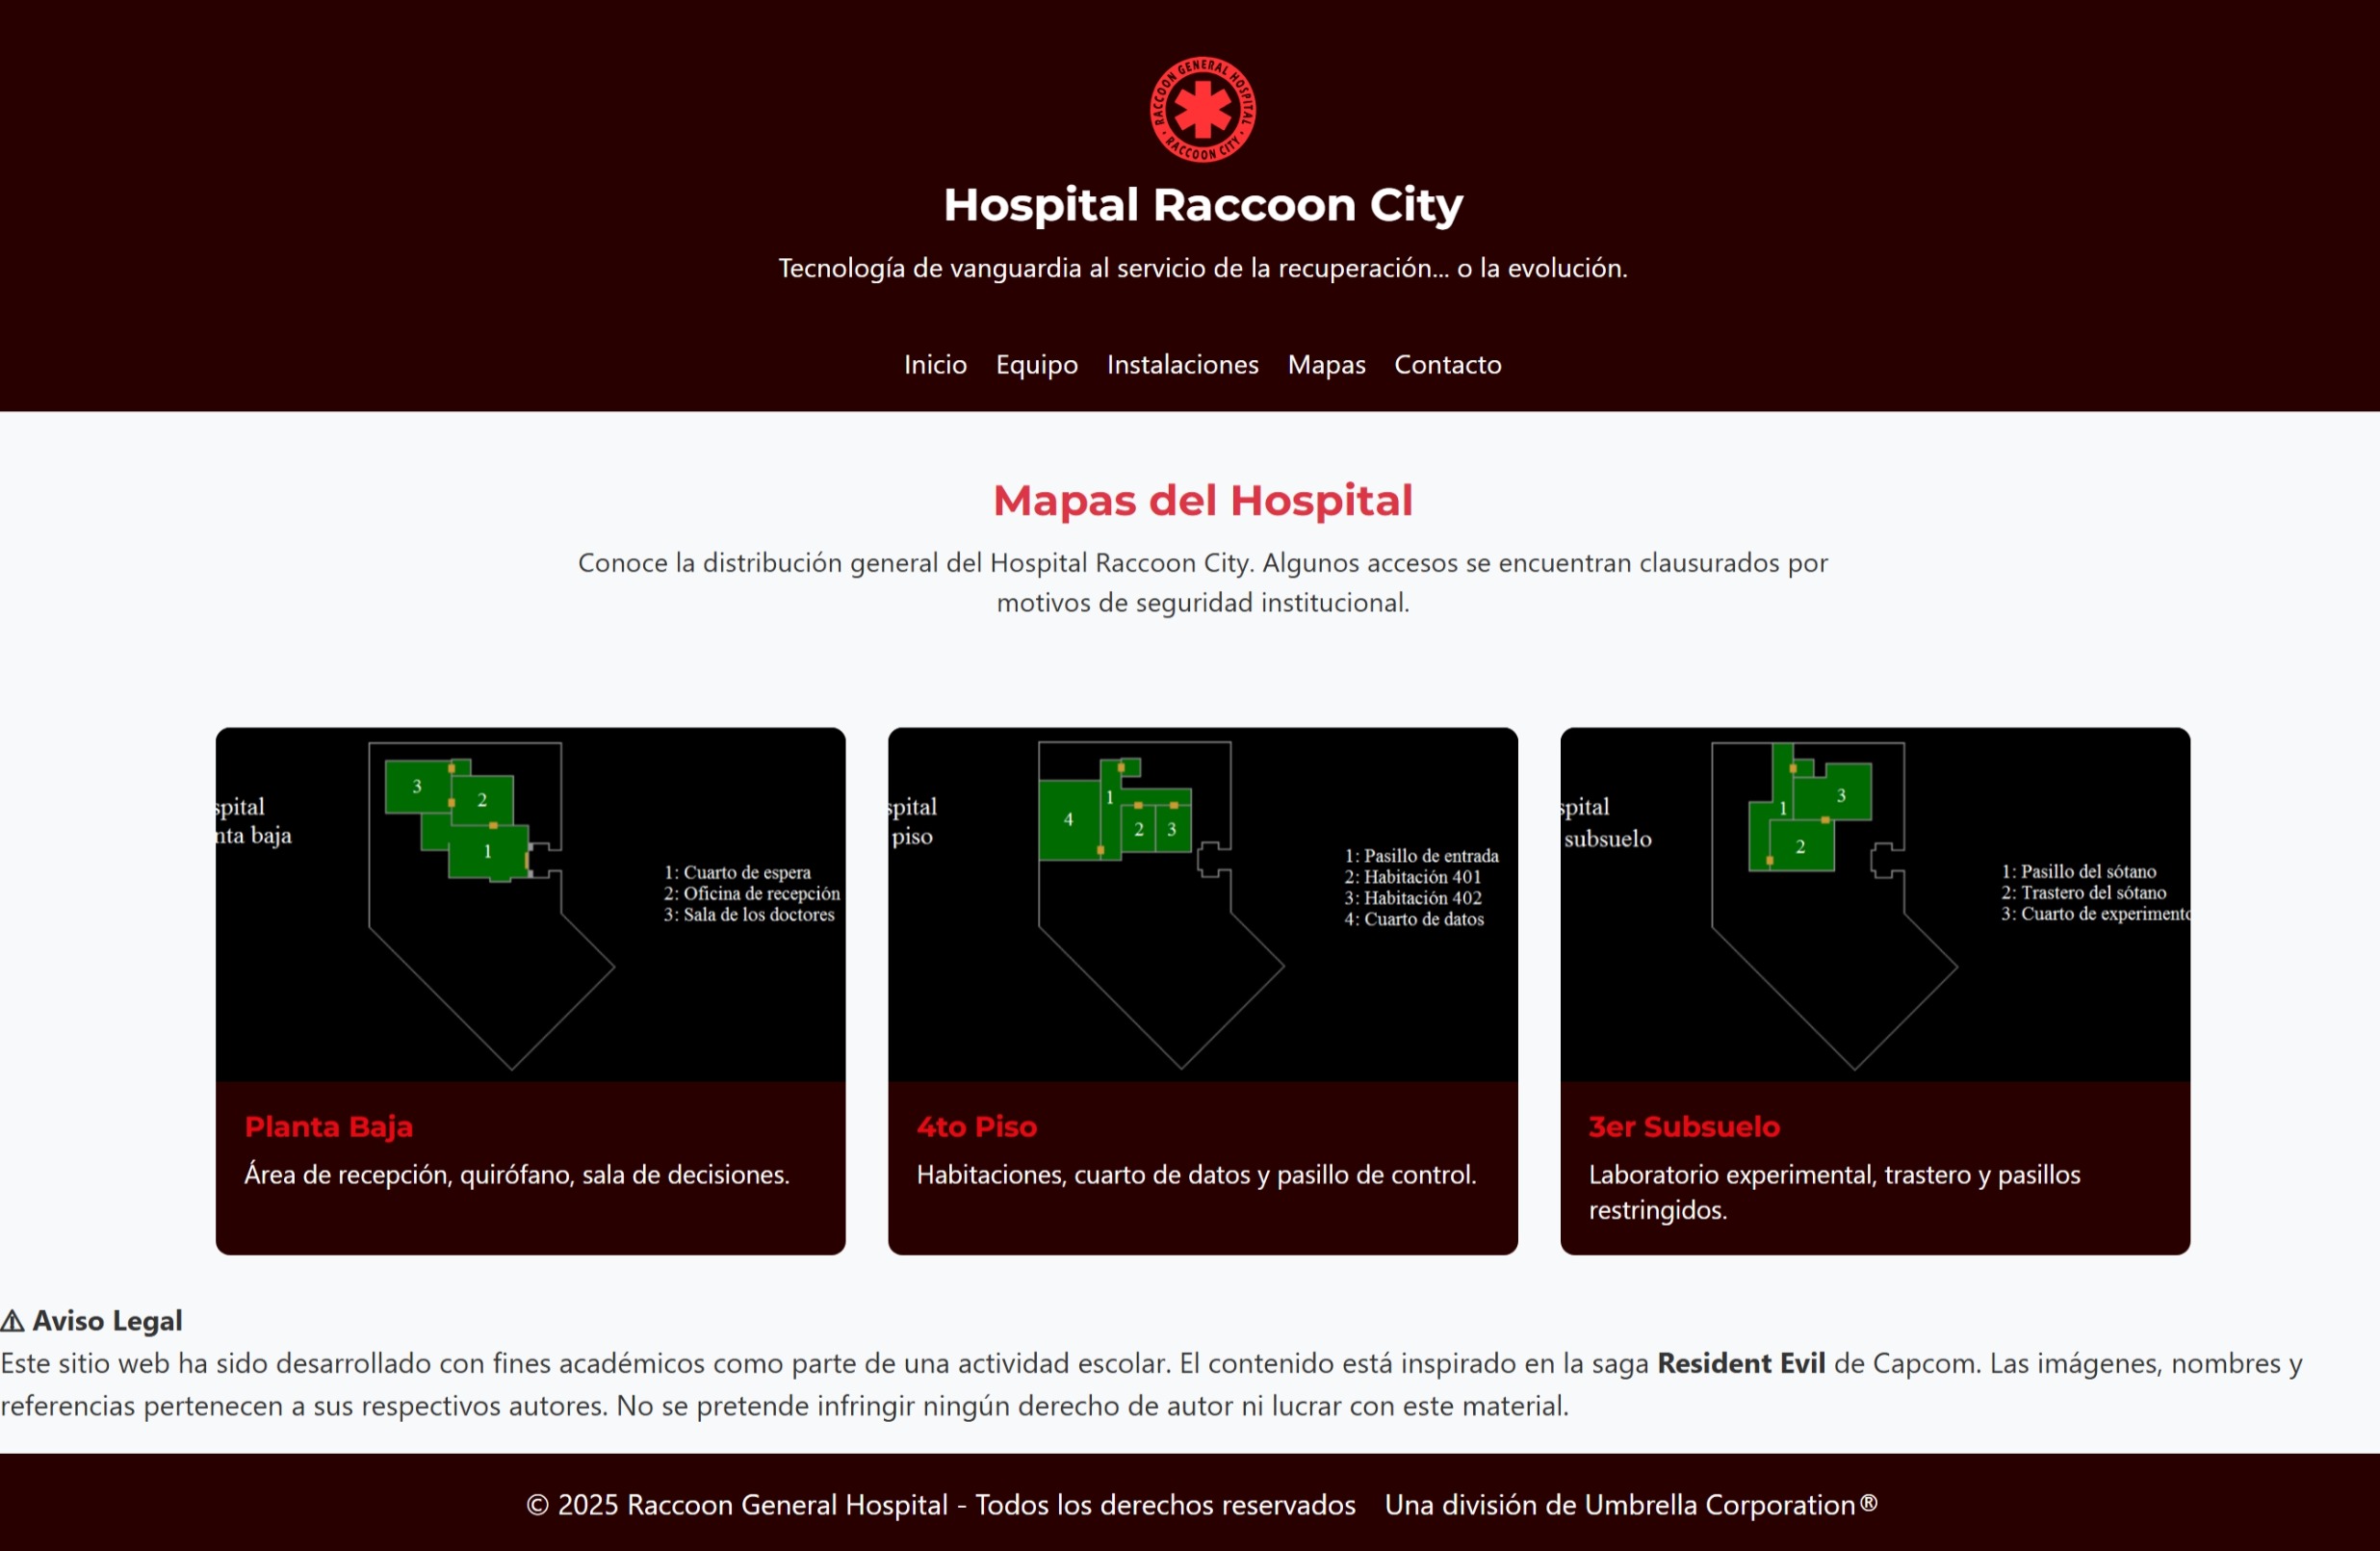 RACCOON GENERAL HOSPITAL
· RACCOON CITY ·
Hospital Raccoon City
Tecnología de vanguardia al servicio de la recuperación... o la evolución.
Inicio Equipo Instalaciones Mapas Contacto
Mapas del Hospital
Conoce la distribución general del Hospital Raccoon City. Algunos accesos se encuentran clausurados por
motivos de seguridad institucional.
spital
nta baja
3
2
1
1: Cuarto de espera
2: Oficina de recepción
3: Sala de los doctores
Planta Baja
Área de recepción, quirófano, sala de decisiones.
spital
piso
1
4
2 3
1: Pasillo de entrada
2: Habitación 401
3: Habitación 402
4: Cuarto de datos
4to Piso
Habitaciones, cuarto de datos y pasillo de control.
spital
subsuelo
3
1
2
1: Pasillo del sótano
2: Trastero del sótano
3: Cuarto de experimento
3er Subsuelo
Laboratorio experimental, trastero y pasillos
restringidos.
⚠ Aviso Legal
Este sitio web ha sido desarrollado con fines académicos como parte de una actividad escolar. El contenido está inspirado en la saga Resident Evil de Capcom. Las imágenes, nombres y
referencias pertenecen a sus respectivos autores. No se pretende infringir ningún derecho de autor ni lucrar con este material.
© 2025 Raccoon General Hospital - Todos los derechos reservados Una división de Umbrella Corporation®